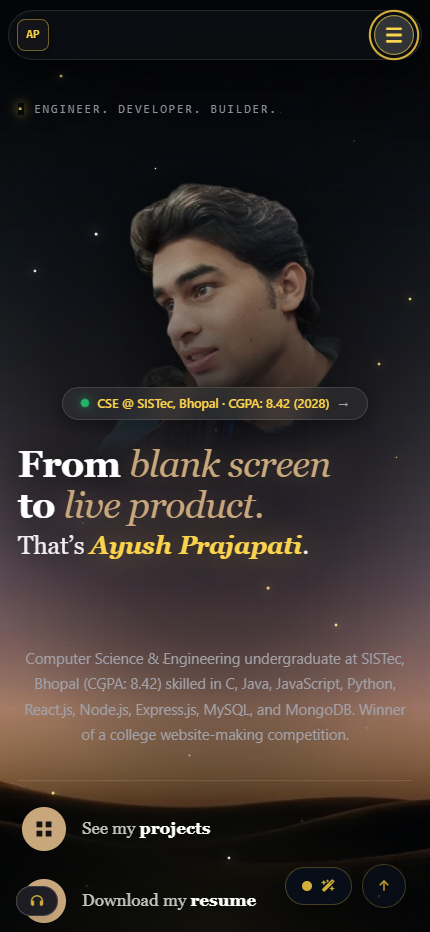 AP
ENGINEER. DEVELOPER. BUILDER.
CSE @ SISTec, Bhopal · CGPA: 8.42 (2028) →
From blank screen
to live product.
That's Ayush Prajapati.
Computer Science & Engineering undergraduate at SISTec,
Bhopal (CGPA: 8.42) skilled in C, Java, JavaScript, Python,
React.js, Node.js, Express.js, MySQL, and MongoDB. Winner
of a college website-making competition.
See my projects
Download my resume